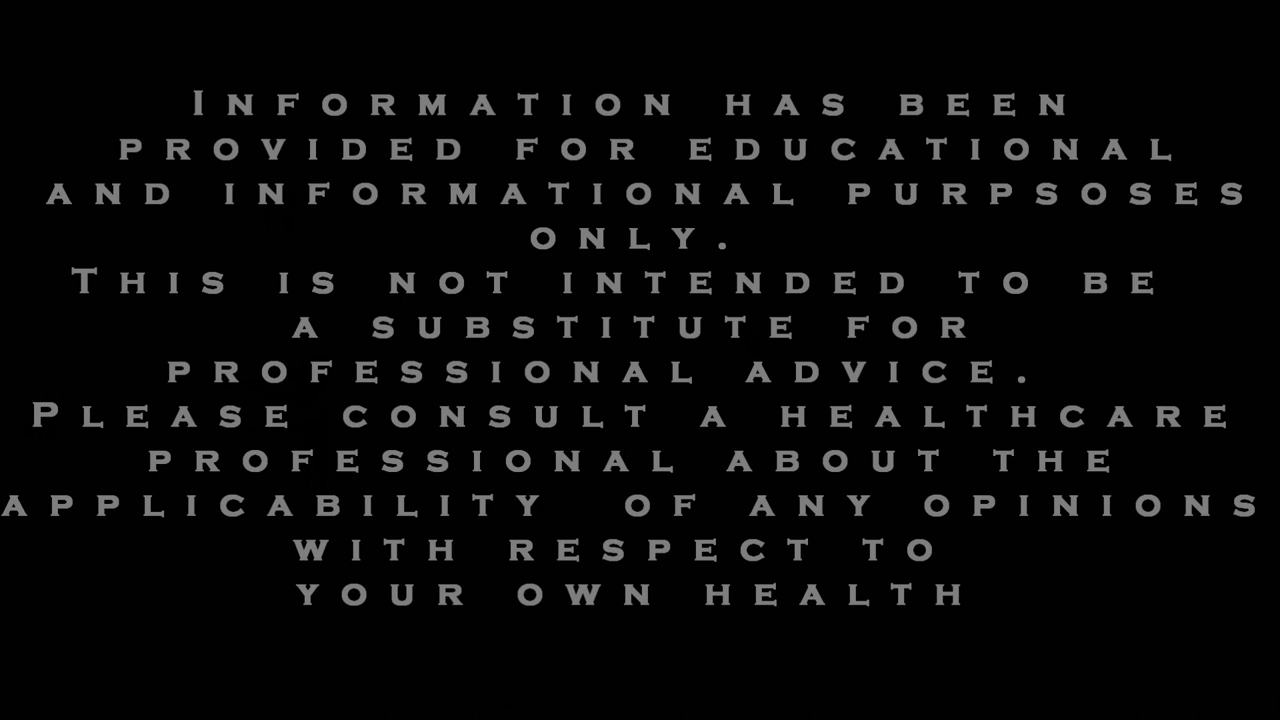 Information has been
provided for educational
and informational purpsoses
only.
This is not intended to be
a substitute for
professional advice.
Please consult a healthcare
professional about the
applicability of any opinions
with respect to
your own health